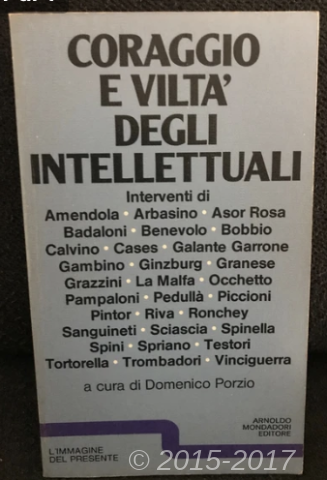 CORAGGIO
E VILTA'
DEGLI
INTELLETTUALI
Interventi di
Amendola • Arbasino • Asor Rosa
Badaloni • Benevolo • Bobbio
Calvino • Cases • Galante Garrone
Gambino • Ginzburg • Granese
Grazzini • La Malfa • Occhetto
Pampaloni • Pedullà • Piccioni
Pintor • Riva • Ronchey
Sanguineti • Sciascia • Spinella
Spini • Spriano • Testori
Tortorella • Trombadori • Vinciguerra
a cura di Domenico Porzio
ARNOLDO
MONDADORI
EDITORE
L'IMMAGINE
DEL PRESENTE
© 2015-2017